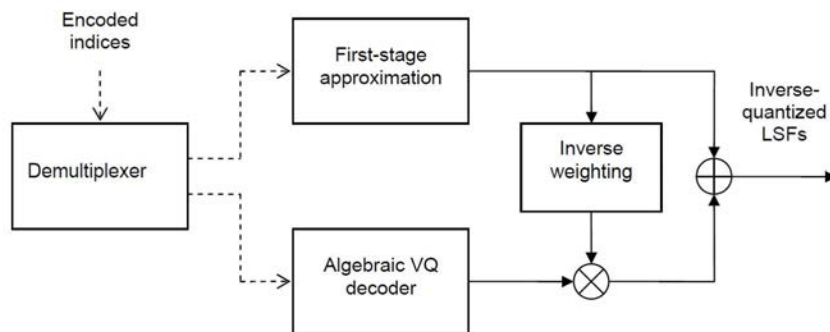 Encoded
indices
First-stage
approximation
Inverse-
quantized
LSFs
Inverse
weighting
Demultiplexer
Algebraic VQ
decoder